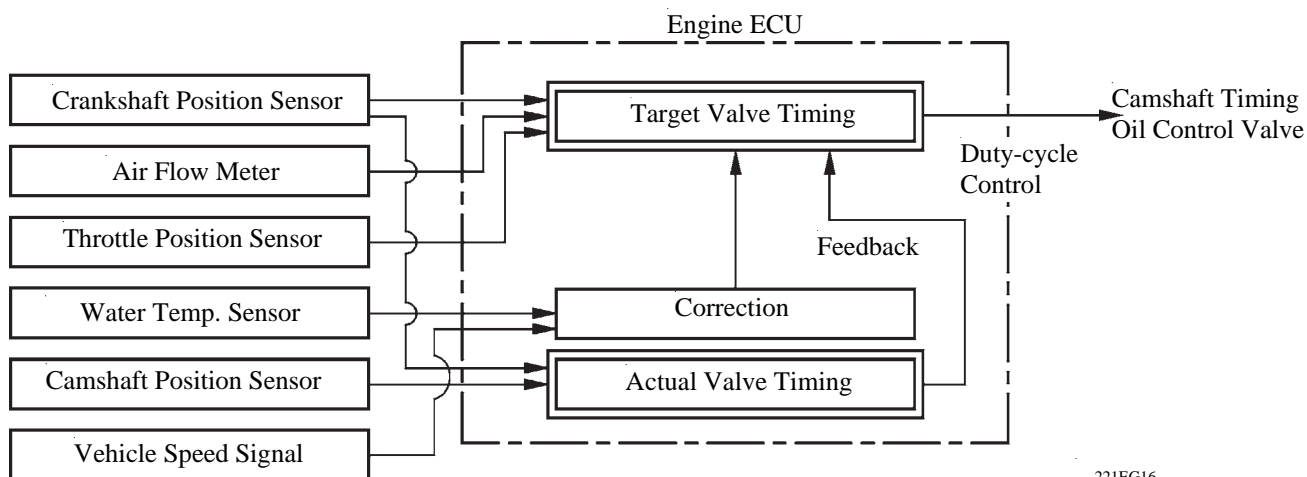 Engine ECU
Crankshaft Position Sensor
Target Valve Timing
Camshaft Timing
Oil Control Valve
Air Flow Meter
Duty-cycle
Control
Throttle Position Sensor
Feedback
Water Temp. Sensor
Correction
Camshaft Position Sensor
Actual Valve Timing
Vehicle Speed Signal
221EG16